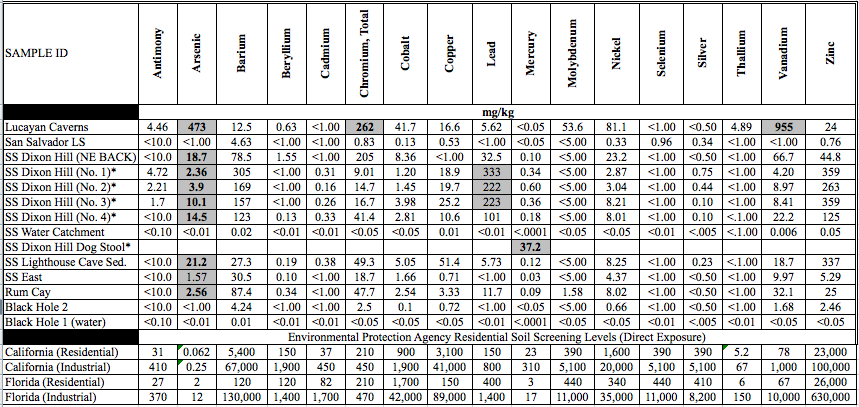 SAMPLE ID Antimony Arsenic Barium Beryllium Cadmium Chromium, Total Cobalt Copper Lead Mercury Molybdenum Nickel Selenium Silver Thallium Vanadium Zinc
mg/kg
Lucayan Caverns 4.46 473 12.5 0.63 <1.00 262 41.7 16.6 5.62 <0.05 53.6 81.1 <1.00 <0.50 4.89 955 24
San Salvador LS <10.0 <1.00 4.63 <1.00 <1.00 0.83 0.13 0.53 <1.00 <0.05 <5.00 0.33 0.96 0.34 <1.00 <1.00 0.76
SS Dixon Hill (NE BACK) <10.0 18.7 78.5 1.55 <1.00 205 8.36 <1.00 32.5 0.10 <5.00 23.2 <1.00 <0.50 <1.00 66.7 44.8
SS Dixon Hill (No. 1)* 4.72 2.36 305 <1.00 0.31 9.01 1.20 18.9 333 0.34 <5.00 2.87 <1.00 0.75 <1.00 4.20 359
SS Dixon Hill (No. 2)* 2.21 3.9 169 <1.00 0.16 14.7 1.45 19.7 222 0.60 <5.00 3.04 <1.00 0.44 <1.00 8.97 263
SS Dixon Hill (No. 3)* 1.7 10.1 157 <1.00 0.26 16.7 3.98 25.2 223 0.36 <5.00 8.21 <1.00 0.10 <1.00 8.41 359
SS Dixon Hill (No. 4)* <10.0 14.5 123 0.13 0.33 41.4 2.81 10.6 101 0.18 <5.00 8.01 <1.00 0.10 <1.00 22.2 125
SS Water Catchment <0.10 <0.01 0.02 <0.01 <0.01 <0.05 <0.05 0.01 <0.01 <.0001 <0.05 <0.05 <0.01 <.005 <1.00 0.006 0.05
SS Dixon Hill Dog Stool* 37.2
SS Lighthouse Cave Sed. <10.0 21.2 27.3 0.19 0.38 49.3 5.05 51.4 5.73 0.12 <5.00 8.25 <1.00 0.23 <.100 18.7 337
SS East <10.0 1.57 30.5 0.10 <1.00 18.7 1.66 0.71 <1.00 0.03 <5.00 4.37 <1.00 <0.50 <1.00 9.97 5.29
Rum Cay <10.0 2.56 87.4 0.34 <1.00 47.7 2.54 3.33 11.7 0.09 1.58 8.02 <1.00 <0.50 <1.00 32.1 25
Black Hole 2 <10.0 <1.00 4.24 <1.00 <1.00 2.5 0.1 0.72 <1.00 <0.05 <5.00 0.66 <1.00 <0.50 <1.00 1.68 2.46
Black Hole 1 (water) <0.10 <0.01 0.01 <0.01 <0.01 <0.05 <0.05 <0.05 <0.01 <.0001 <0.05 <0.05 <0.01 <.005 <0.01 <0.05 <0.05
Environmental Protection Agency Residential Soil Screening Levels (Direct Exposure)
California (Residential) 31 0.062 5,400 150 37 210 900 3,100 150 23 390 1,600 390 390 5.2 78 23,000
California (Industrial) 410 0.25 67,000 1,900 450 450 1,900 41,000 800 310 5,100 20,000 5,100 5,100 67 1,000 100,000
Florida (Residential) 27 2 120 120 82 210 1,700 150 400 3 440 340 440 410 6 67 26,000
Florida (Industrial) 370 12 130,000 1,400 1,700 470 42,000 89,000 1,400 17 11,000 35,000 11,000 8,200 150 10,000 630,000